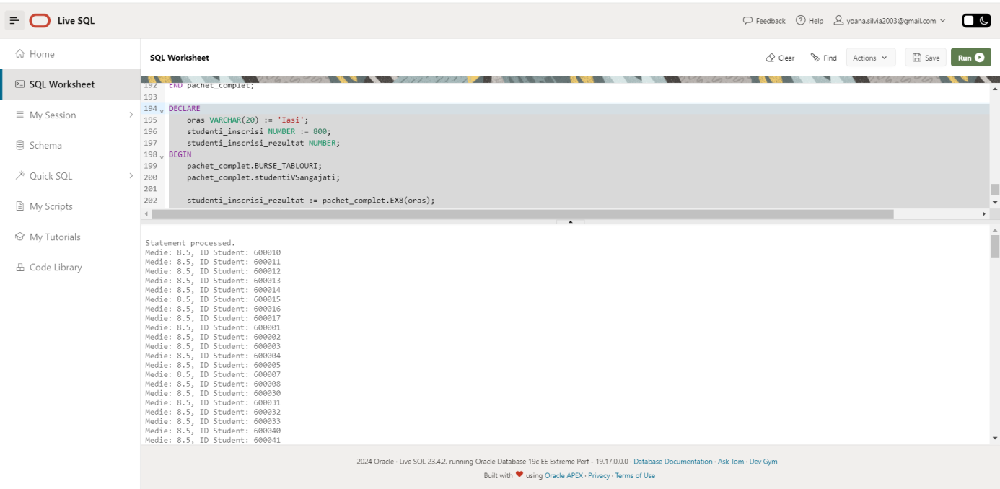 Live SQL
Feedback
Help
yoana.silvia2003@gmail.com
Home
SQL Worksheet
My Session
Schema
Quick SQL
My Scripts
My Tutorials
Code Library
SQL Worksheet
Clear
Find
Actions
Save
Run
192 END pachet_complet;
193
194 DECLARE
195 oras VARCHAR(20) := 'Iasi';
196 studenti_inscrisi NUMBER := 800;
197 studenti_inscrisi_rezultat NUMBER;
198 BEGIN
199 pachet_complet.BURSE_TABLOURI;
200 pachet_complet.studentiVSangajati;
201
202 studenti_inscrisi_rezultat := pachet_complet.EX8(oras);
Statement processed.
Medie: 8.5, ID Student: 600010
Medie: 8.5, ID Student: 600011
Medie: 8.5, ID Student: 600012
Medie: 8.5, ID Student: 600013
Medie: 8.5, ID Student: 600014
Medie: 8.5, ID Student: 600015
Medie: 8.5, ID Student: 600016
Medie: 8.5, ID Student: 600017
Medie: 8.5, ID Student: 600001
Medie: 8.5, ID Student: 600002
Medie: 8.5, ID Student: 600003
Medie: 8.5, ID Student: 600004
Medie: 8.5, ID Student: 600005
Medie: 8.5, ID Student: 600007
Medie: 8.5, ID Student: 600008
Medie: 8.5, ID Student: 600030
Medie: 8.5, ID Student: 600031
Medie: 8.5, ID Student: 600032
Medie: 8.5, ID Student: 600033
Medie: 8.5, ID Student: 600040
Medie: 8.5, ID Student: 600041
2024 Oracle · Live SQL 23.4.2, running Oracle Database 19c EE Extreme Perf - 19.17.0.0.0 · Database Documentation · Ask Tom · Dev Gym
Built with ❤ using Oracle APEX · Privacy · Terms of Use